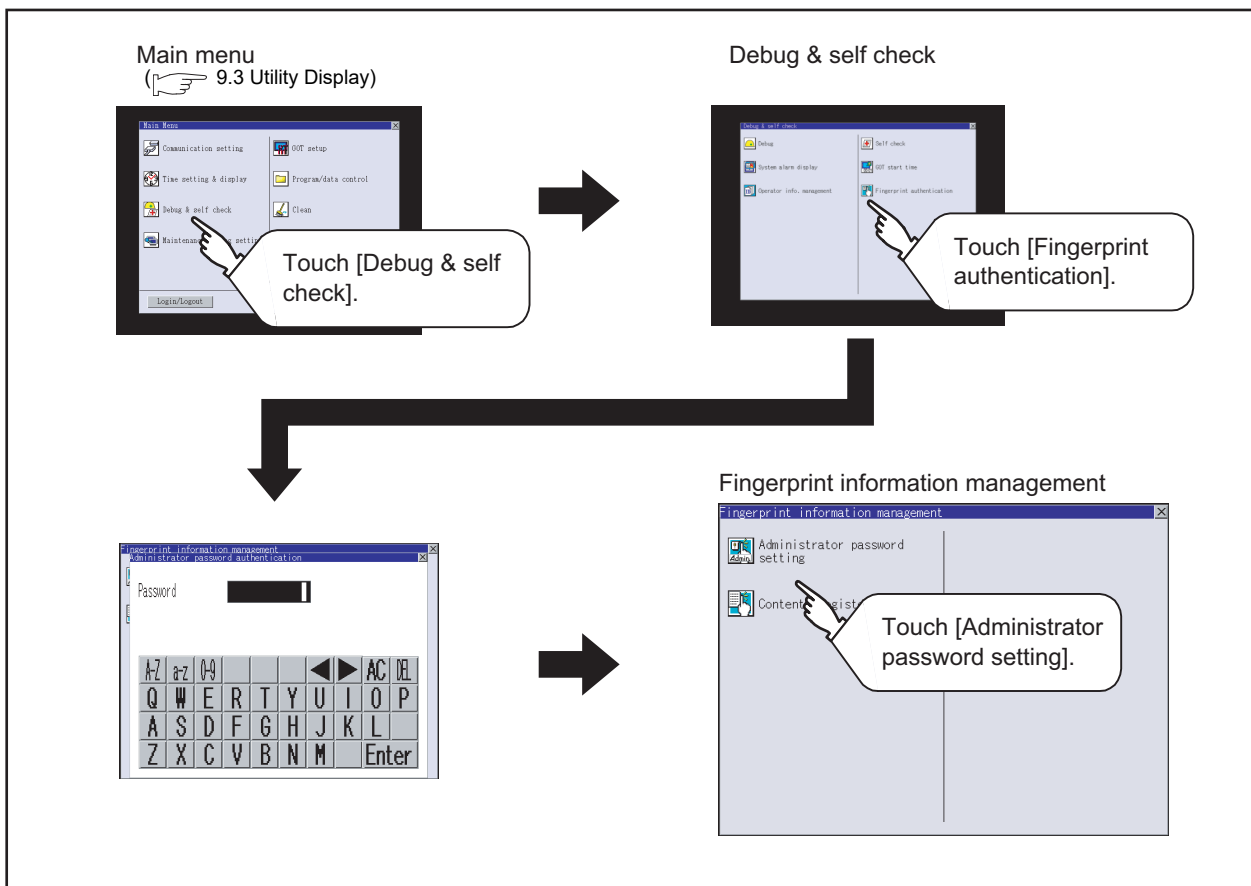 Main menu
( 9.3 Utility Display)
Main Menu
Communication setting
GOT setup
Time setting & display
Program/data control
Debug & self check
Clean
Login/Logout
Touch [Debug & self
check].
Debug & self check
Debug & self check
Debug
Self check
System alarm display
GOT start time
Operator info. management
Fingerprint authentication
Touch [Fingerprint
authentication].
Fingerprint information management
Administrator password authentication
Password
A-Z a-z 0-9 AC DEL
Q W E R T Y U I O P
A S D F G H J K L
Z X C V B N M Enter
Fingerprint information management
Fingerprint information management
Administrator password
setting
Admin.
Touch [Administrator
password setting].